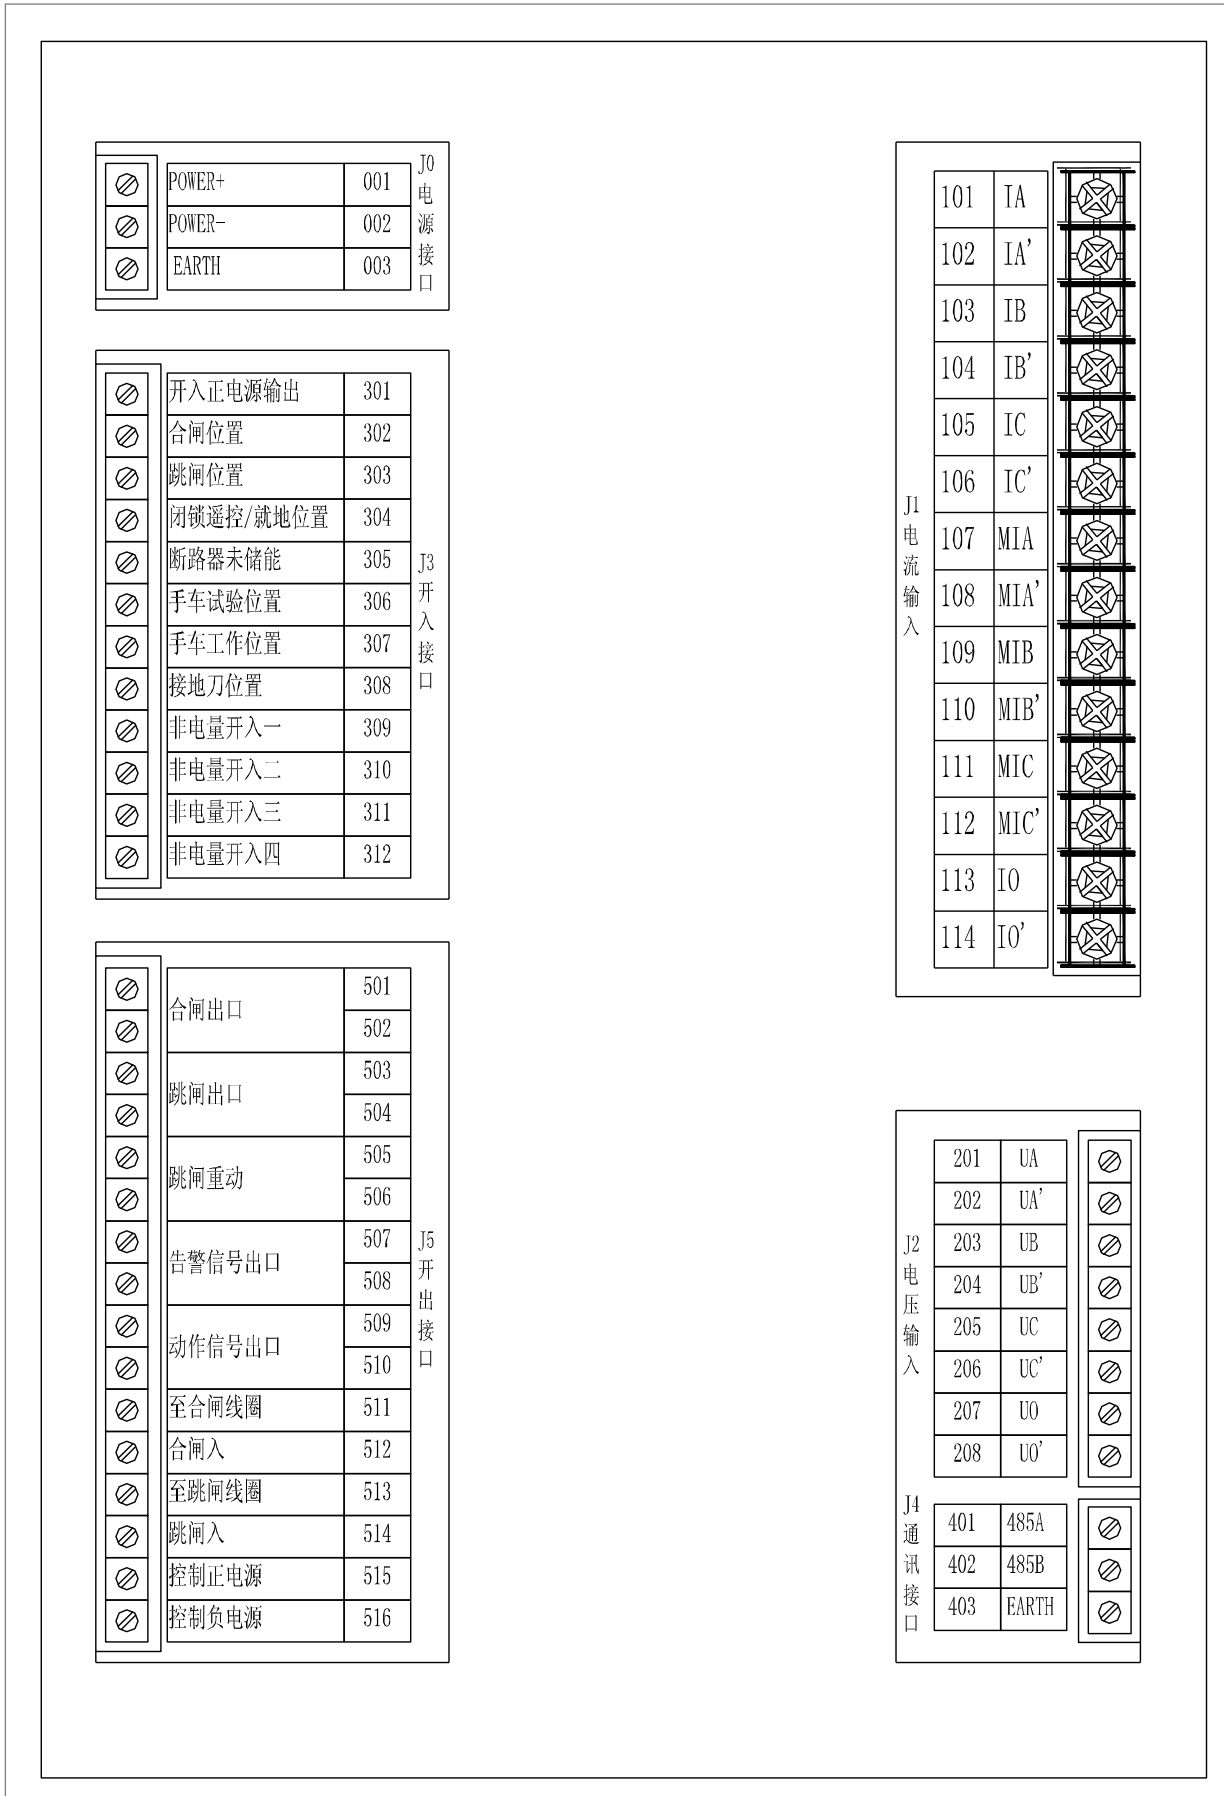 J0电源接口
POWER+ 001
POWER- 002
EARTH 003
J3开入接口
开入正电源输出 301
合闸位置 302
跳闸位置 303
闭锁遥控/就地位置 304
断路器未储能 305
手车试验位置 306
手车工作位置 307
接地刀位置 308
非电量开入一 309
非电量开入二 310
非电量开入三 311
非电量开入四 312
J5开出接口
合闸出口 501
502
跳闸出口 503
504
跳闸重动 505
506
告警信号出口 507
508
动作信号出口 509
510
至合闸线圈 511
合闸入 512
至跳闸线圈 513
跳闸入 514
控制正电源 515
控制负电源 516
J1电流输入
101 IA
102 IA'
103 IB
104 IB'
105 IC
106 IC'
107 MIA
108 MIA'
109 MIB
110 MIB'
111 MIC
112 MIC'
113 IO
114 IO'
J2电压输入
201 UA
202 UA'
203 UB
204 UB'
205 UC
206 UC'
207 UO
208 UO'
J4通讯接口
401 485A
402 485B
403 EARTH